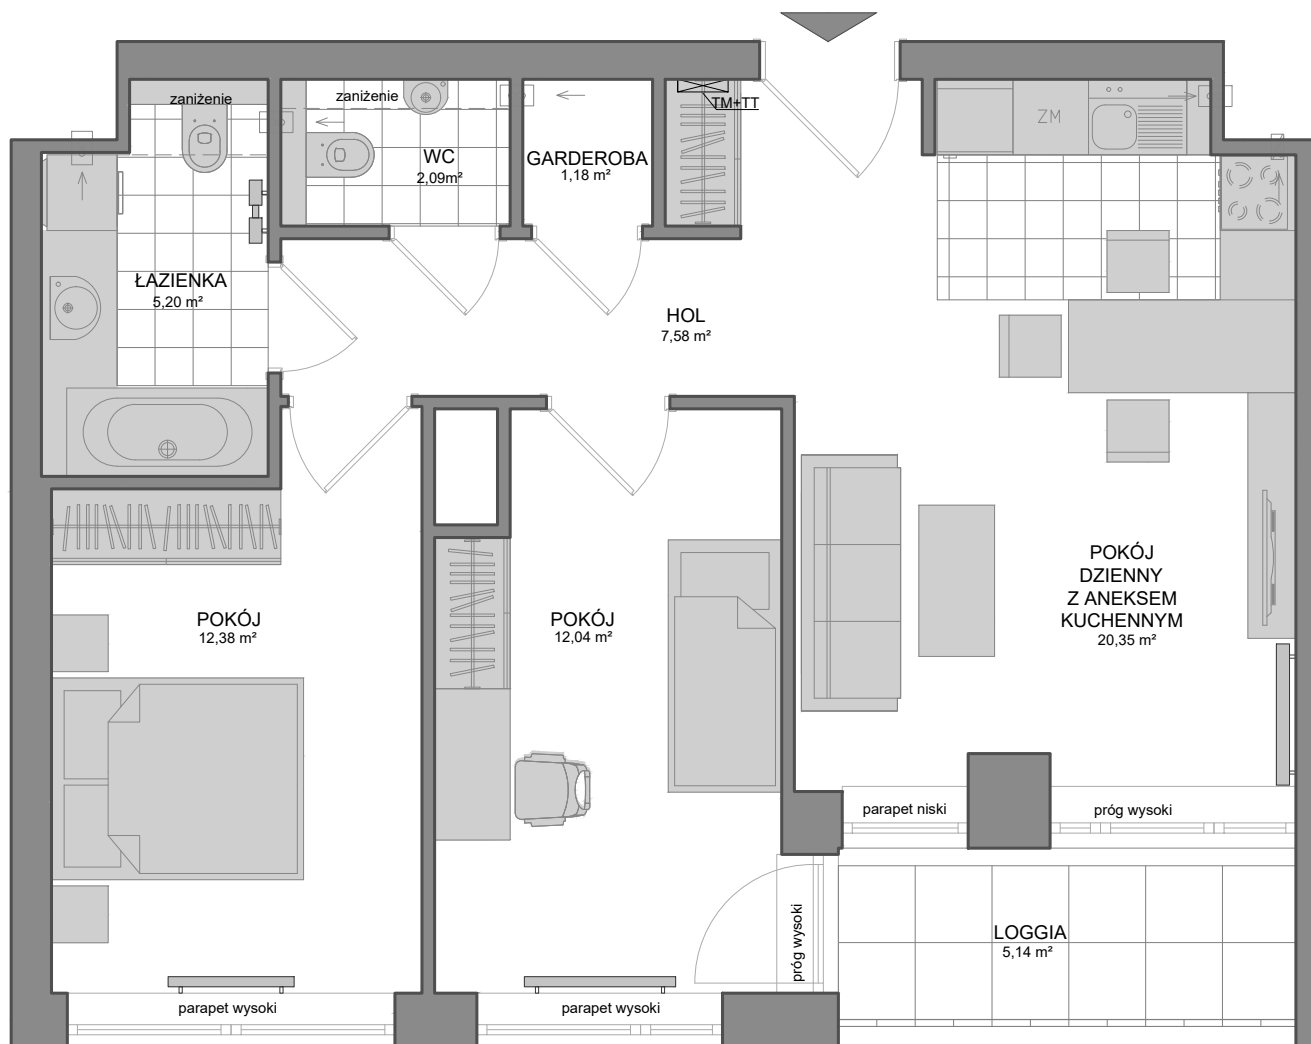 zaniżenie
zaniżenie
TM+TT
ZM
WC
2,09m²
GARDEROBA
1,18 m²
ŁAZIENKA
5,20 m²
HOL
7,58 m²
POKÓJ
12,38 m²
POKÓJ
12,04 m²
POKÓJ
DZIENNY
Z ANEKSEM
KUCHENNYM
20,35 m²
parapet niski
próg wysoki
próg wysoki
LOGGIA
5,14 m²
parapet wysoki
parapet wysoki